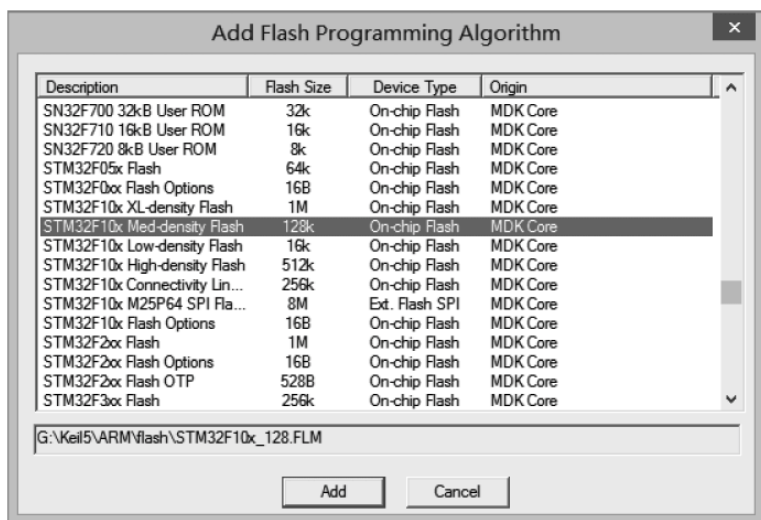 Add Flash Programming Algorithm
Description Flash Size Device Type Origin
SN32F700 32kB User ROM 32k On-chip Flash MDK Core
SN32F710 16kB User ROM 16k On-chip Flash MDK Core
SN32F720 8kB User ROM 8k On-chip Flash MDK Core
STM32F05x Flash 64k On-chip Flash MDK Core
STM32F0xx Flash Options 16B On-chip Flash MDK Core
STM32F10x XL-density Flash 1M On-chip Flash MDK Core
STM32F10x Med-density Flash 128k On-chip Flash MDK Core
STM32F10x Low-density Flash 16k On-chip Flash MDK Core
STM32F10x High-density Flash 512k On-chip Flash MDK Core
STM32F10x Connectivity Lin... 256k On-chip Flash MDK Core
STM32F10x M25P64 SPI Fla... 8M Ext. Flash SPI MDK Core
STM32F10x Flash Options 16B On-chip Flash MDK Core
STM32F2xx Flash 1M On-chip Flash MDK Core
STM32F2xx Flash Options 16B On-chip Flash MDK Core
STM32F2xx Flash OTP 528B On-chip Flash MDK Core
STM32F3xx Flash 256k On-chip Flash MDK Core
G:\Keil5\ARM\flash\STM32F10x_128.FLM
Add Cancel